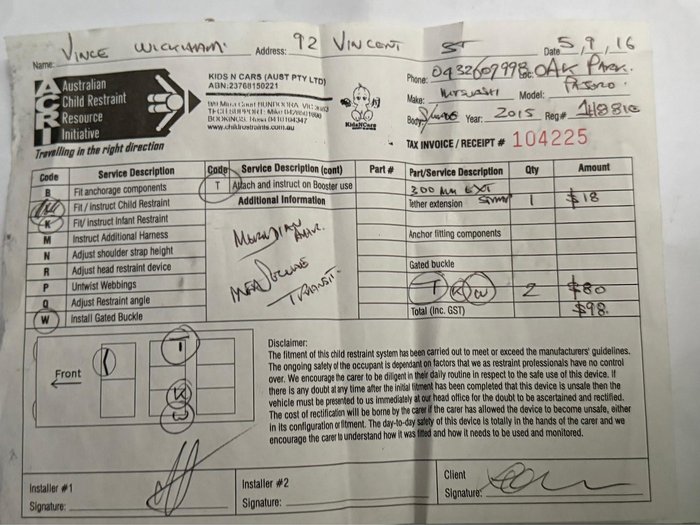 Name: VINCE WICKHAM. Address: 92 VINCENT ST Date 5, 9, 16
Australian
Child Restraint
Resource
Initiative
ACRI
Travelling in the right direction
KIDS N CARS (AUST PTY LTD)
ABN:23768150221
BUNDOORA
TECH SUPPORT: Mike
BOOKINGS: Neha 0410104347
www.childrestraints.com.au
KidsNCars
Phone: 0432607998 Loc: OAK PARK.
Make: MITSUBISHI Model: PAJERO.
Body Year: 2015 Reg#
TAX INVOICE / RECEIPT # 104225
Code Service Description
B Fit anchorage components
Fit / instruct Child Restraint
K Fit/ instruct Infant Restraint
M Instruct Additional Harness
N Adjust shoulder strap height
R Adjust head restraint device
P Untwist Webbings
Q Adjust Restraint angle
W Install Gated Buckle
Code Service Description (cont)
T Attach and instruct on Booster use
Additional Information
TRANSIT.
Part # Part/Service Description Qty Amount
300 MM EXT
Tether extension STRAP 1 $18
Anchor fitting components
Gated buckle
T K W 2 $80
Total (Inc. GST) $98.
Front
T
K
W
Disclaimer:
The fitment of this child restraint system has been carried out to meet or exceed the manufacturers' guidelines.
The ongoing safety of the occupant is dependant on factors that we as restraint professionals have no control
over. We encourage the carer to be diligent in their daily routine in respect to the safe use of this device. If
there is any doubt at any time after the initial fitment has been completed that this device is unsafe then the
vehicle must be presented to us immediately at our head office for the doubt to be ascertained and rectified.
The cost of rectification will be borne by the carer if the carer has allowed the device to become unsafe, either
in its configuration or fitment. The day-to-day safety of this device is totally in the hands of the carer and we
encourage the carer to understand how it was fitted and how it needs to be used and monitored.
Installer #1
Signature:
Installer #2
Signature:
Client
Signature: